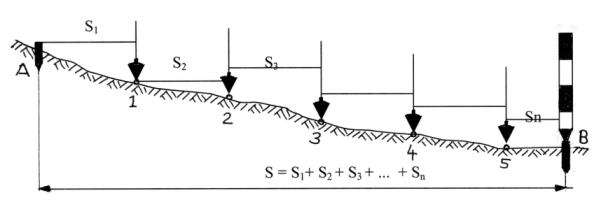 S₁
S₂
S₃
Sn
A
B
1
2
3
4
5
S = S₁+ S₂ + S₃ + ... + Sₙ